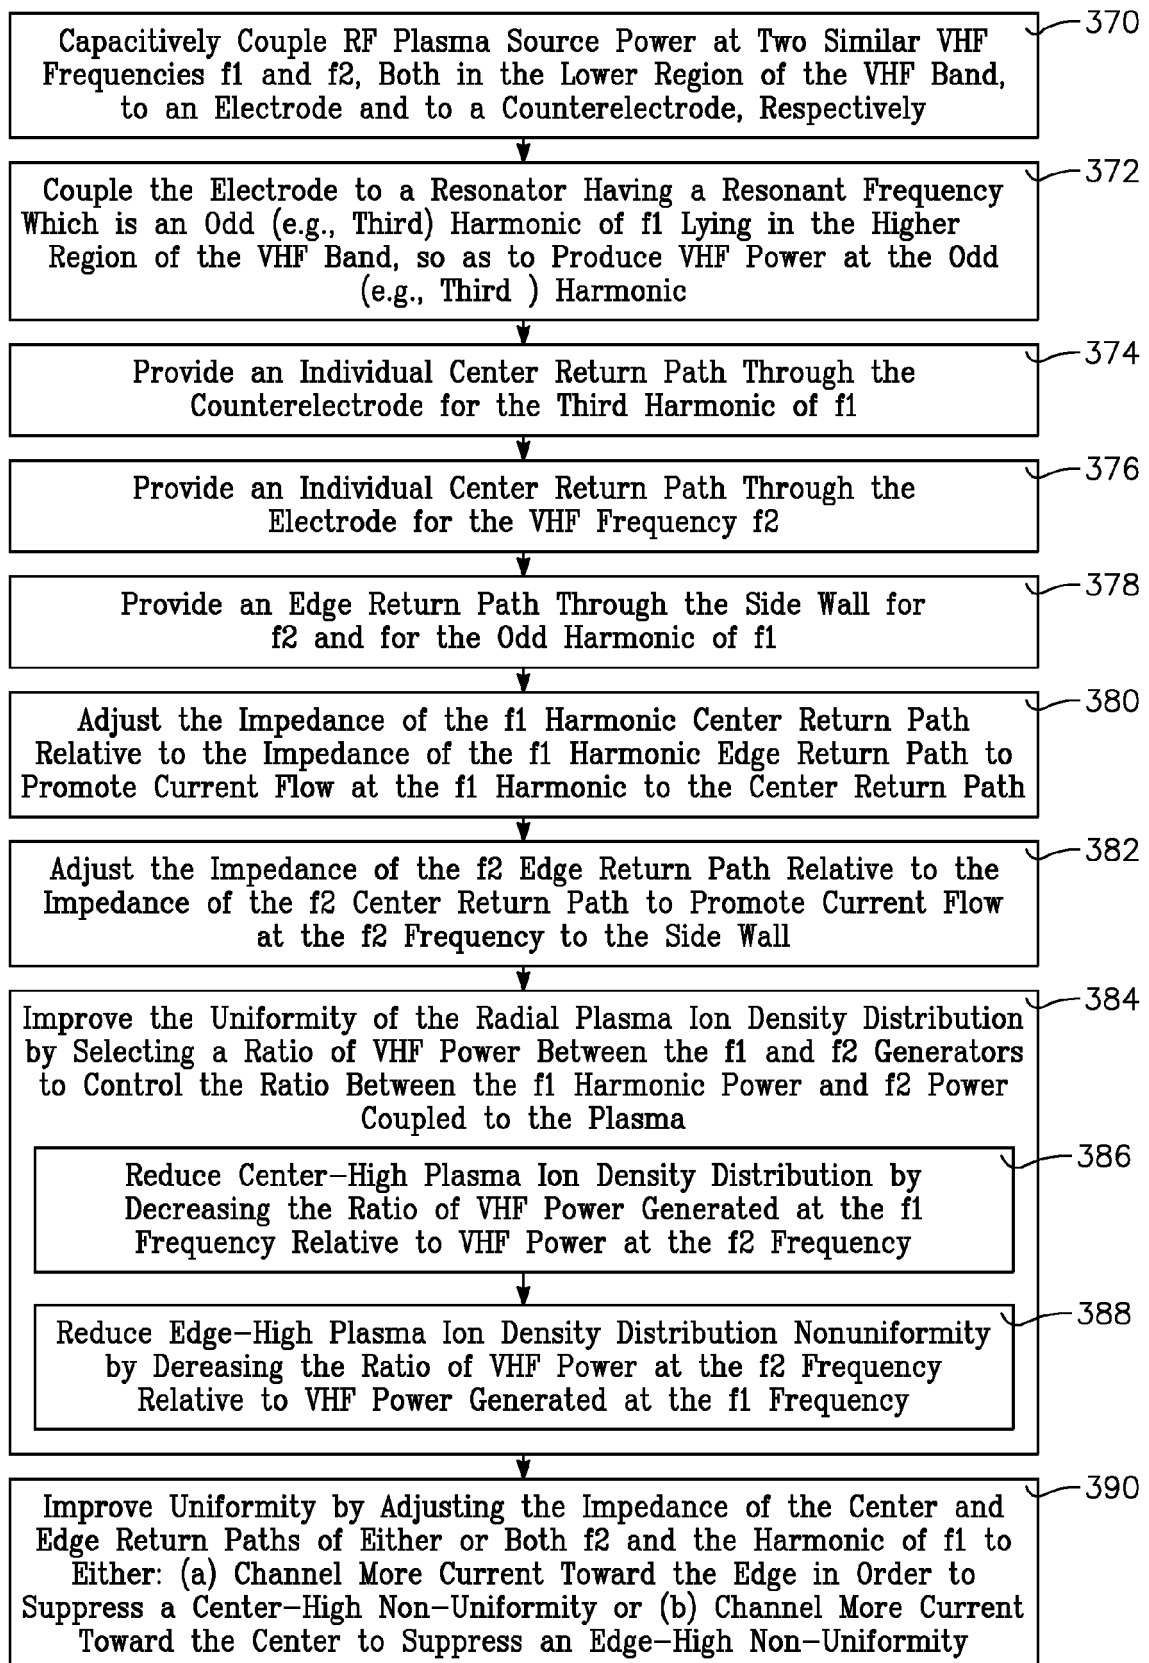 370
Capacitively Couple RF Plasma Source Power at Two Similar VHF
Frequencies f1 and f2, Both in the Lower Region of the VHF Band,
to an Electrode and to a Counterelectrode, Respectively
372
Couple the Electrode to a Resonator Having a Resonant Frequency
Which is an Odd (e.g., Third) Harmonic of f1 Lying in the Higher
Region of the VHF Band, so as to Produce VHF Power at the Odd
(e.g., Third ) Harmonic
374
Provide an Individual Center Return Path Through the
Counterelectrode for the Third Harmonic of f1
376
Provide an Individual Center Return Path Through the
Electrode for the VHF Frequency f2
378
Provide an Edge Return Path Through the Side Wall for
f2 and for the Odd Harmonic of f1
380
Adjust the Impedance of the f1 Harmonic Center Return Path
Relative to the Impedance of the f1 Harmonic Edge Return Path to
Promote Current Flow at the f1 Harmonic to the Center Return Path
382
Adjust the Impedance of the f2 Edge Return Path Relative to the
Impedance of the f2 Center Return Path to Promote Current Flow
at the f2 Frequency to the Side Wall
384
Improve the Uniformity of the Radial Plasma Ion Density Distribution
by Selecting a Ratio of VHF Power Between the f1 and f2 Generators
to Control the Ratio Between the f1 Harmonic Power and f2 Power
Coupled to the Plasma
386
Reduce Center-High Plasma Ion Density Distribution by
Decreasing the Ratio of VHF Power Generated at the f1
Frequency Relative to VHF Power at the f2 Frequency
388
Reduce Edge-High Plasma Ion Density Distribution Nonuniformity
by Dereasing the Ratio of VHF Power at the f2 Frequency
Relative to VHF Power Generated at the f1 Frequency
390
Improve Uniformity by Adjusting the Impedance of the Center and
Edge Return Paths of Either or Both f2 and the Harmonic of f1 to
Either: (a) Channel More Current Toward the Edge in Order to
Suppress a Center-High Non-Uniformity or (b) Channel More Current
Toward the Center to Suppress an Edge-High Non-Uniformity